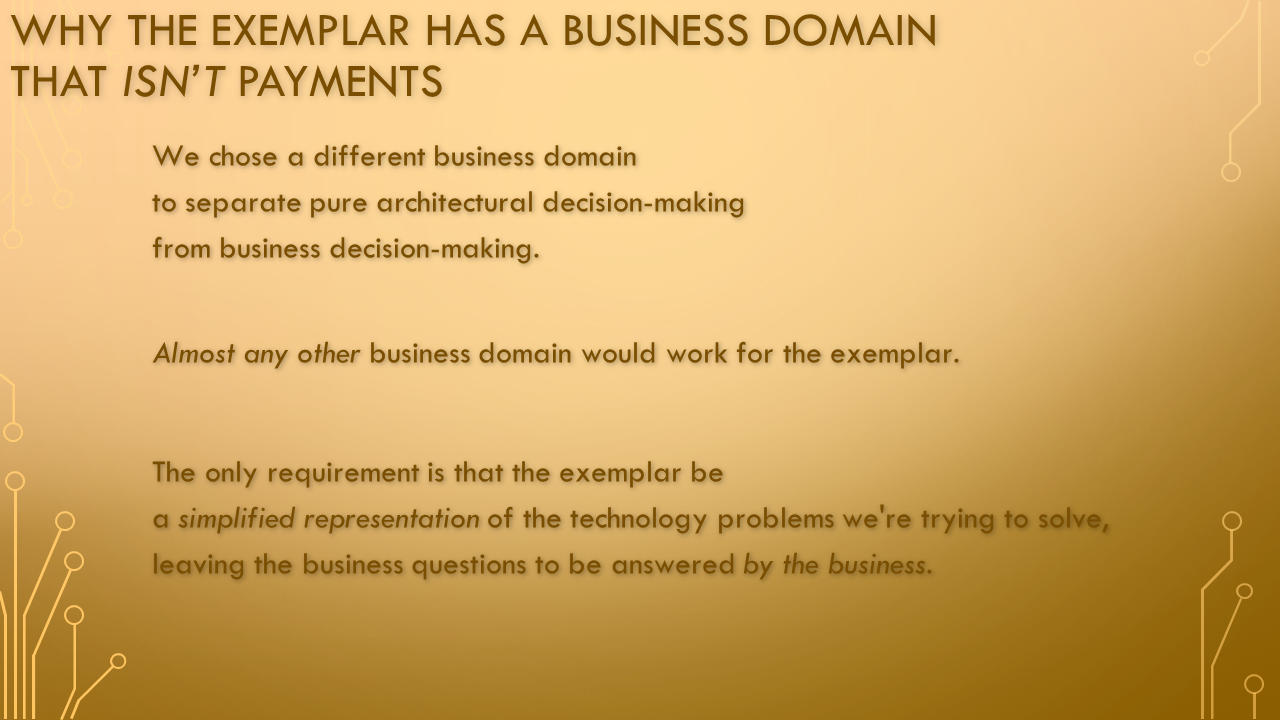 WHY THE EXEMPLAR HAS A BUSINESS DOMAIN
THAT ISN’T PAYMENTS
We chose a different business domain
to separate pure architectural decision-making
from business decision-making.
Almost any other business domain would work for the exemplar.
The only requirement is that the exemplar be
a simplified representation of the technology problems we're trying to solve,
leaving the business questions to be answered by the business.